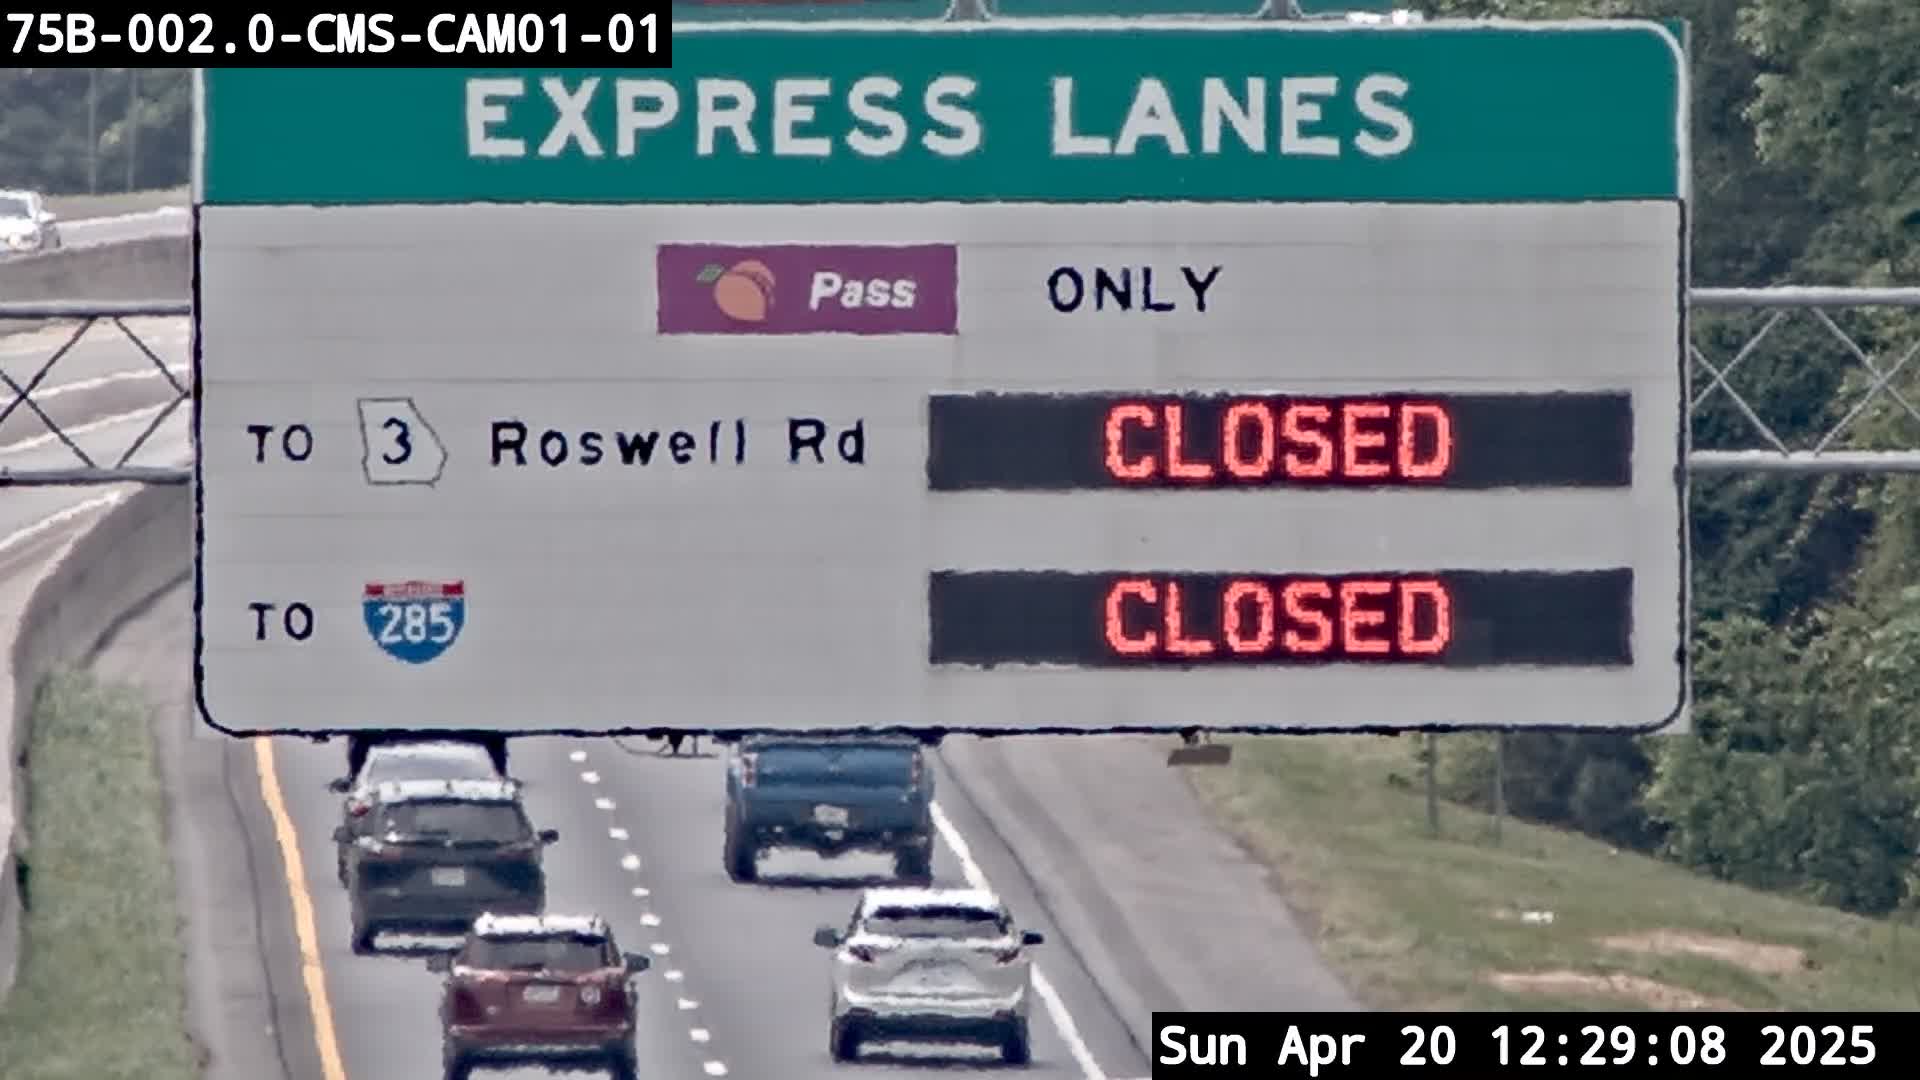 75B-002.0-CMS-CAM01-01
EXPRESS LANES
Pass ONLY
TO 3 Roswell Rd CLOSED
TO 285 CLOSED
Sun Apr 20 12:29:08 2025